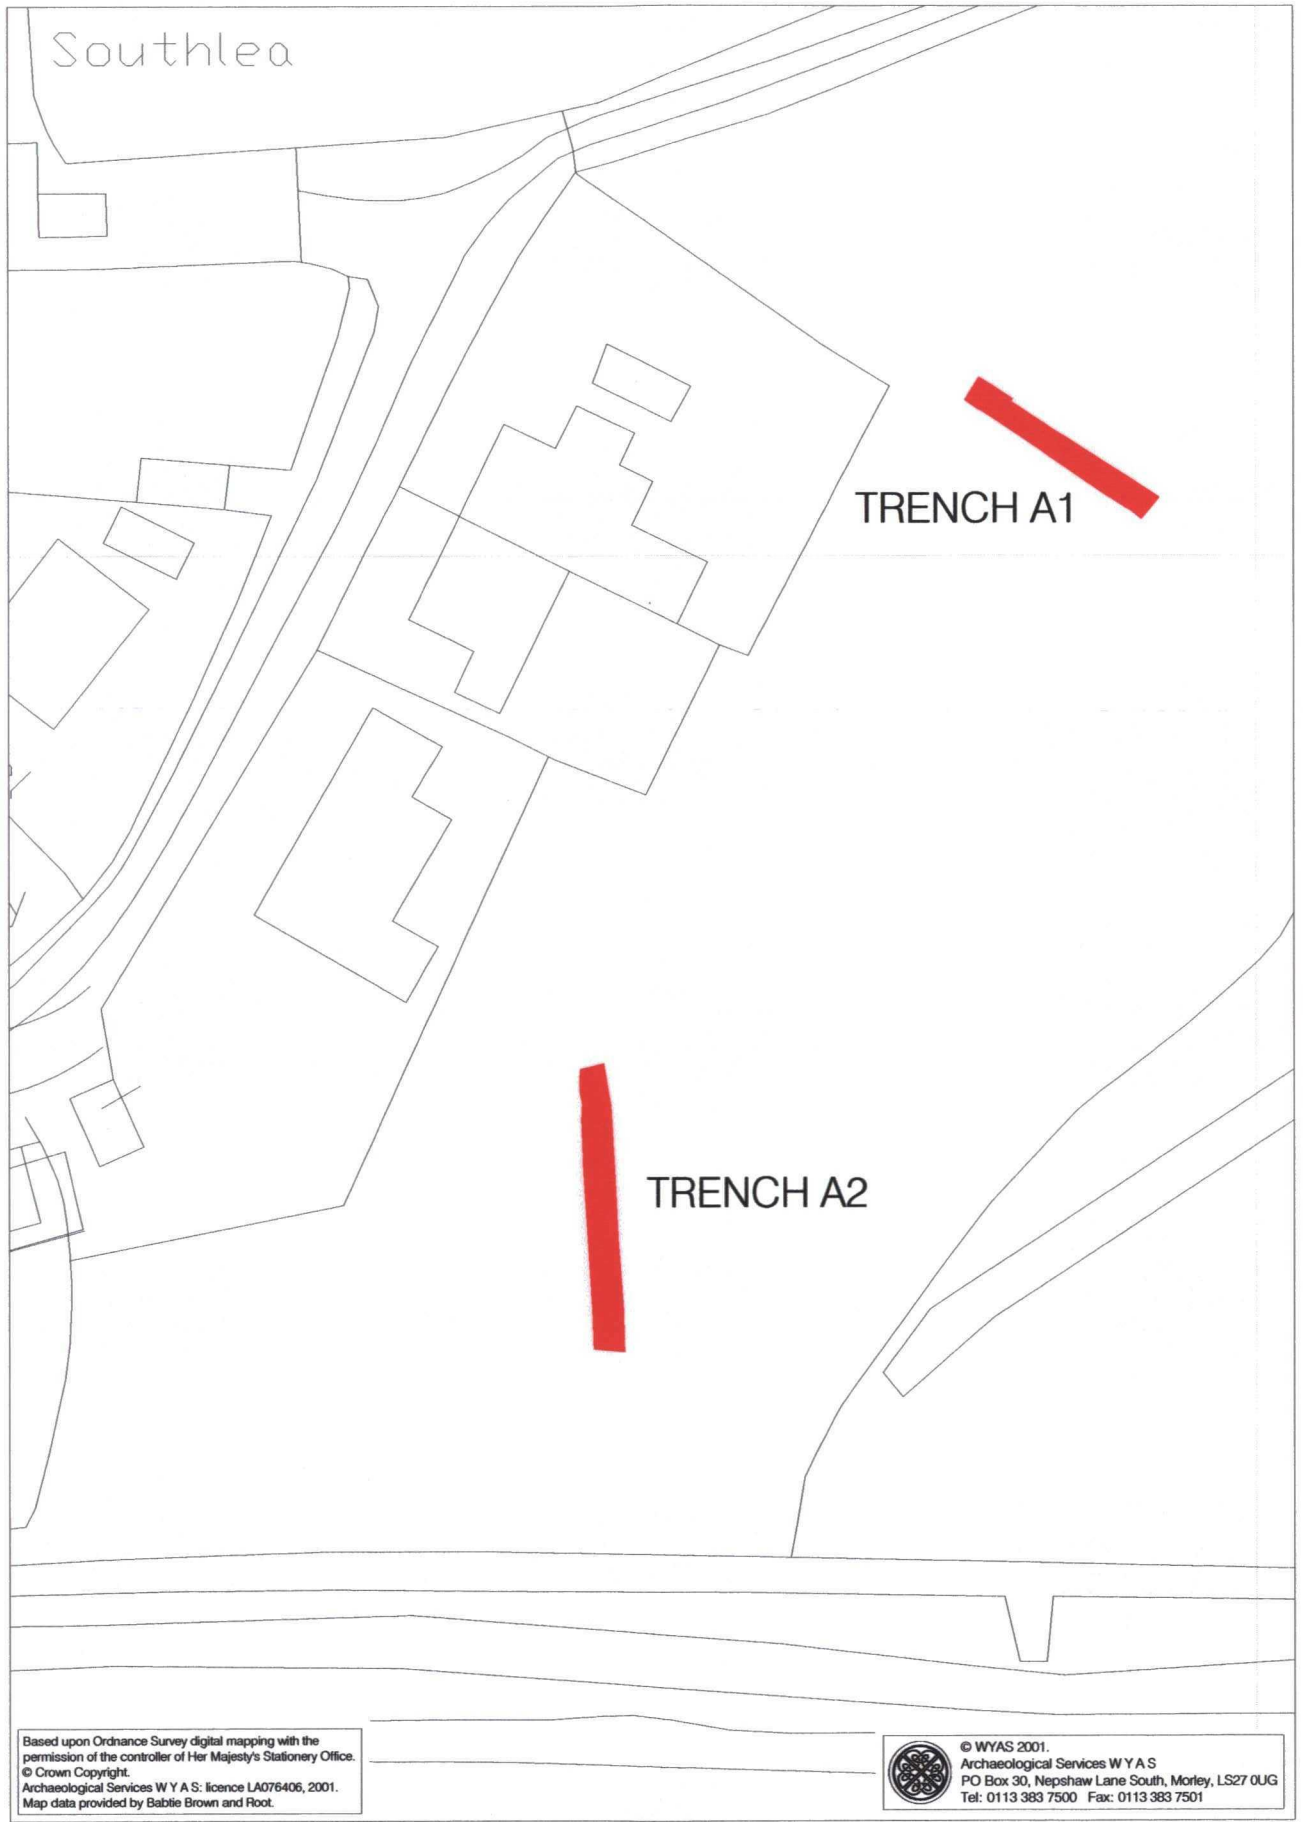 Southlea
TRENCH A1
TRENCH A2
Based upon Ordnance Survey digital mapping with the
permission of the controller of Her Majesty's Stationery Office.
© Crown Copyright.
Archaeological Services W Y A S: licence LA076406, 2001.
Map data provided by Babtie Brown and Root.
© WYAS 2001.
Archaeological Services W Y A S
PO Box 30, Nepshaw Lane South, Morley, LS27 0UG
Tel: 0113 383 7500 Fax: 0113 383 7501